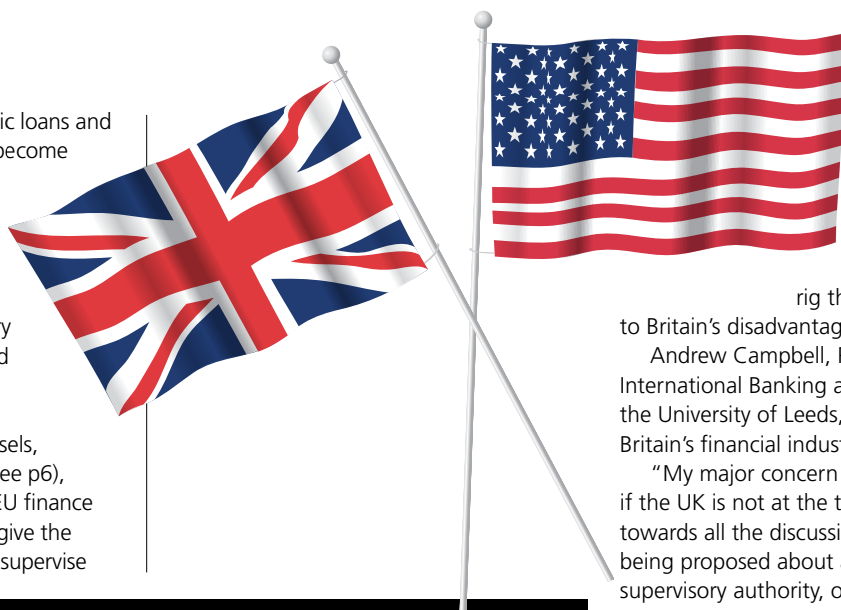 ic loans and
become
ry
d
sels,
ee p6),
EU finance
give the
supervise
rig th
to Britain’s disadvantag
Andrew Campbell,
International Banking a
the University of Leeds,
Britain’s financial indust
“My major concern
if the UK is not at the t
towards all the discussi
being proposed about a
supervisory authority, o